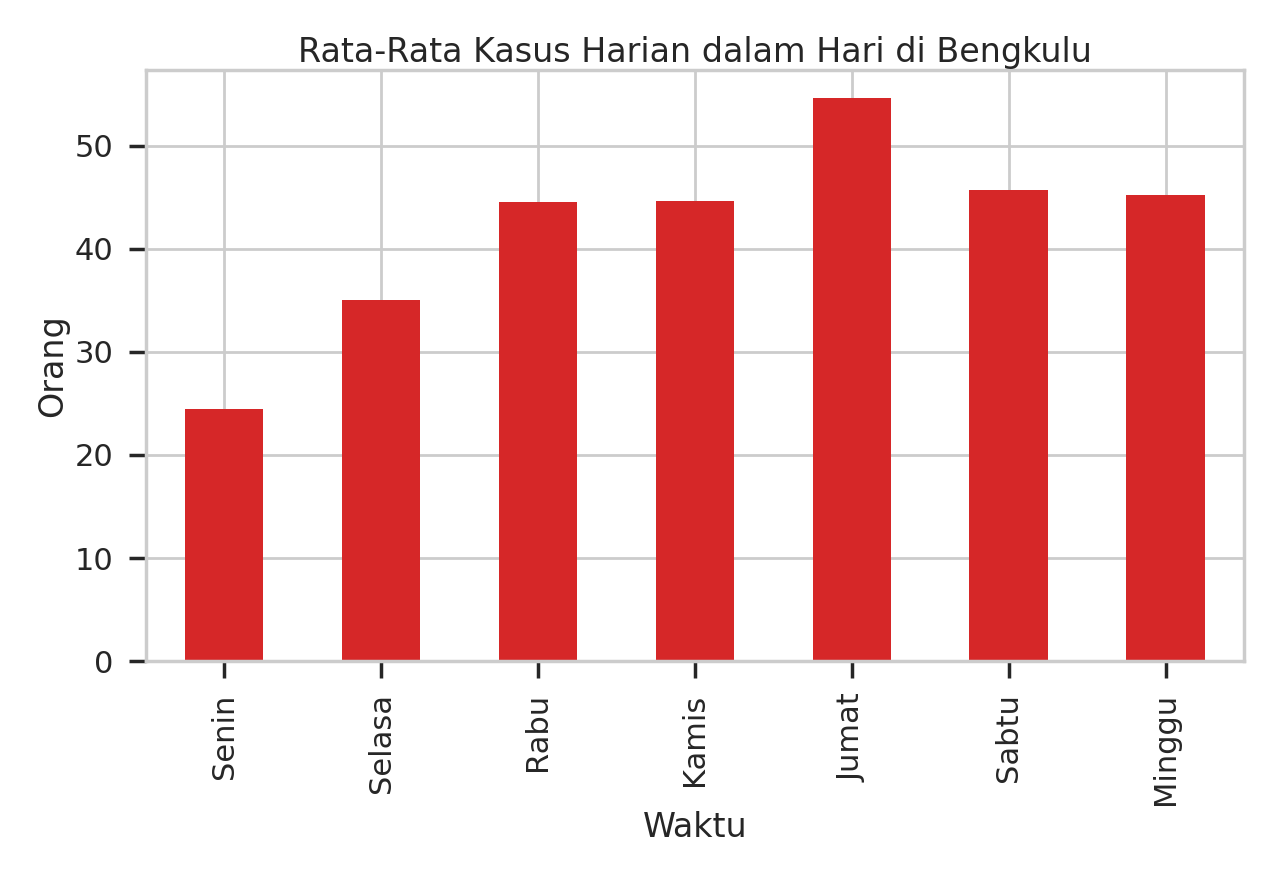 Rata-Rata Kasus Harian dalam Hari di Bengkulu
50
40
30
20
10
0
Orang
Senin
Selasa
Rabu
Kamis
Jumat
Sabtu
Minggu
Waktu